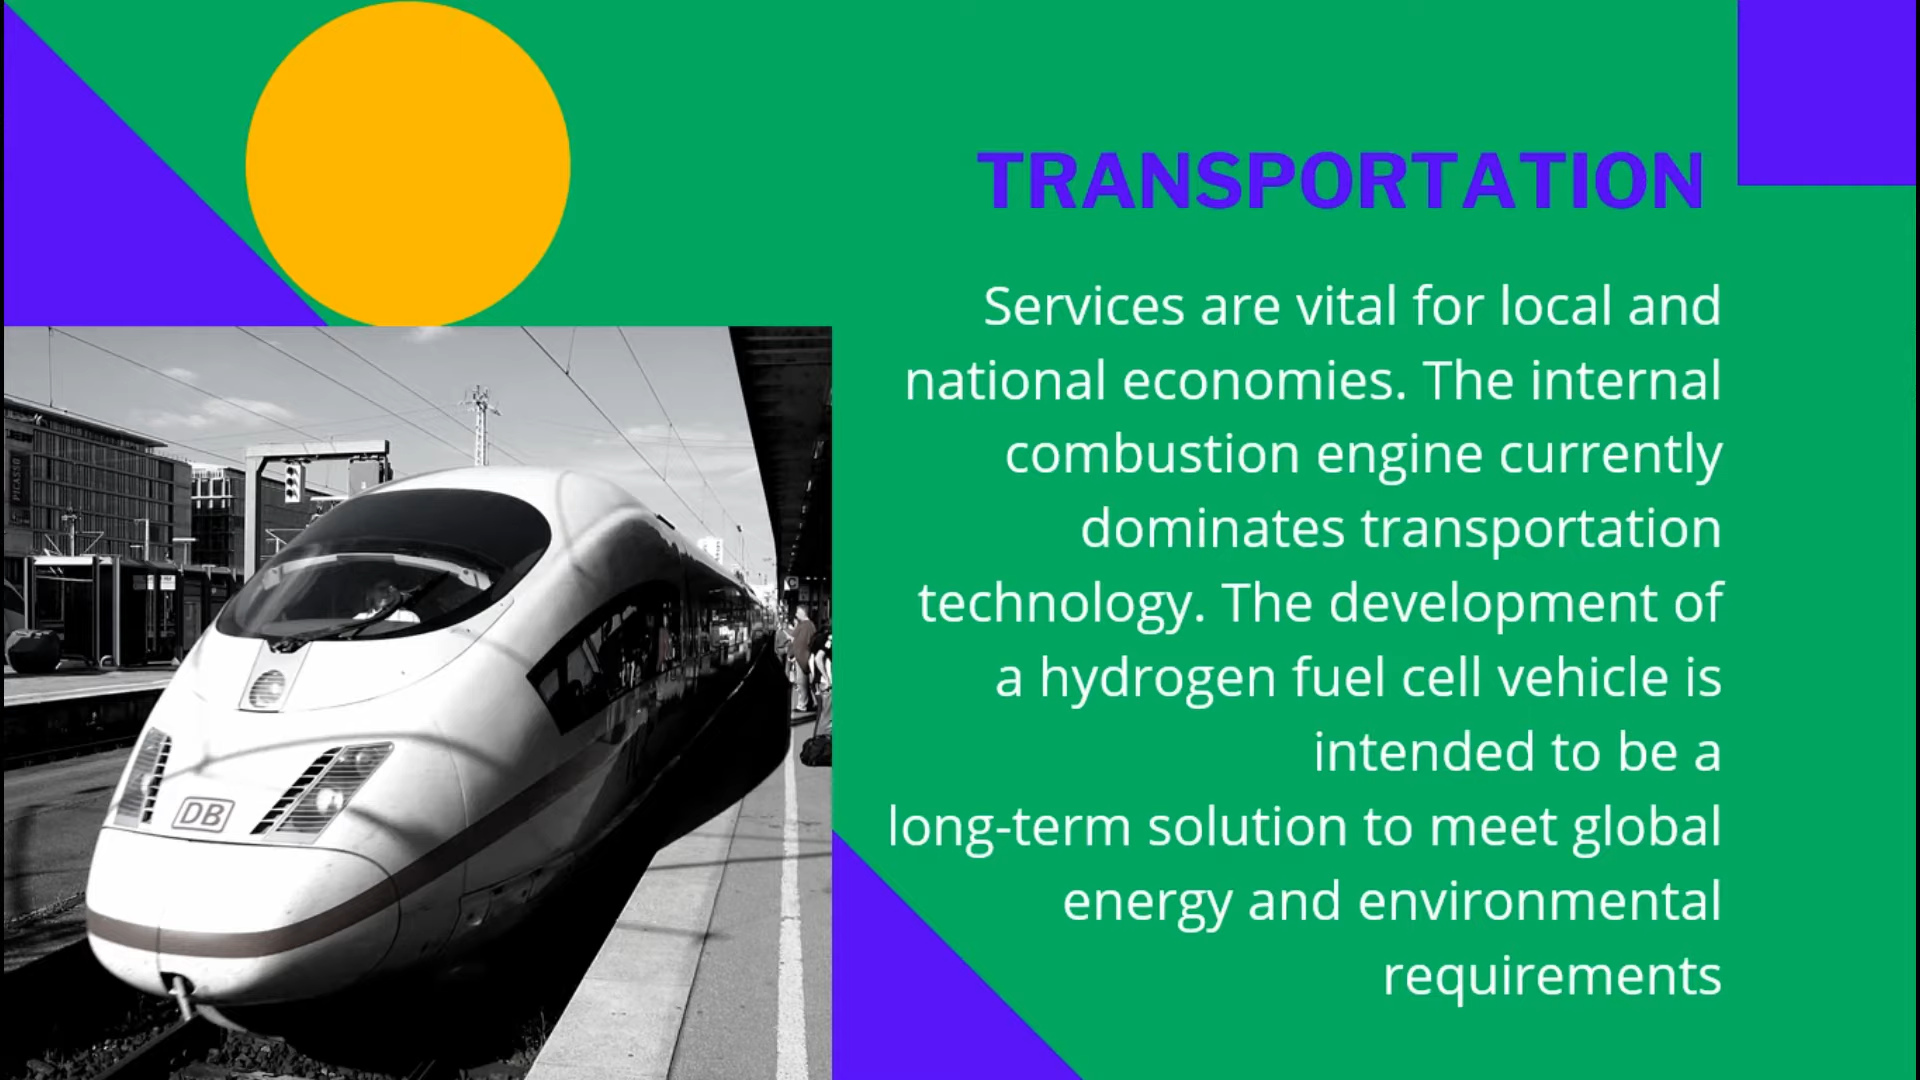 TRANSPORTATION
Services are vital for local and
national economies. The internal
combustion engine currently
dominates transportation
technology. The development of
a hydrogen fuel cell vehicle is
intended to be a
long-term solution to meet global
energy and environmental
requirements
PICASSO
DB